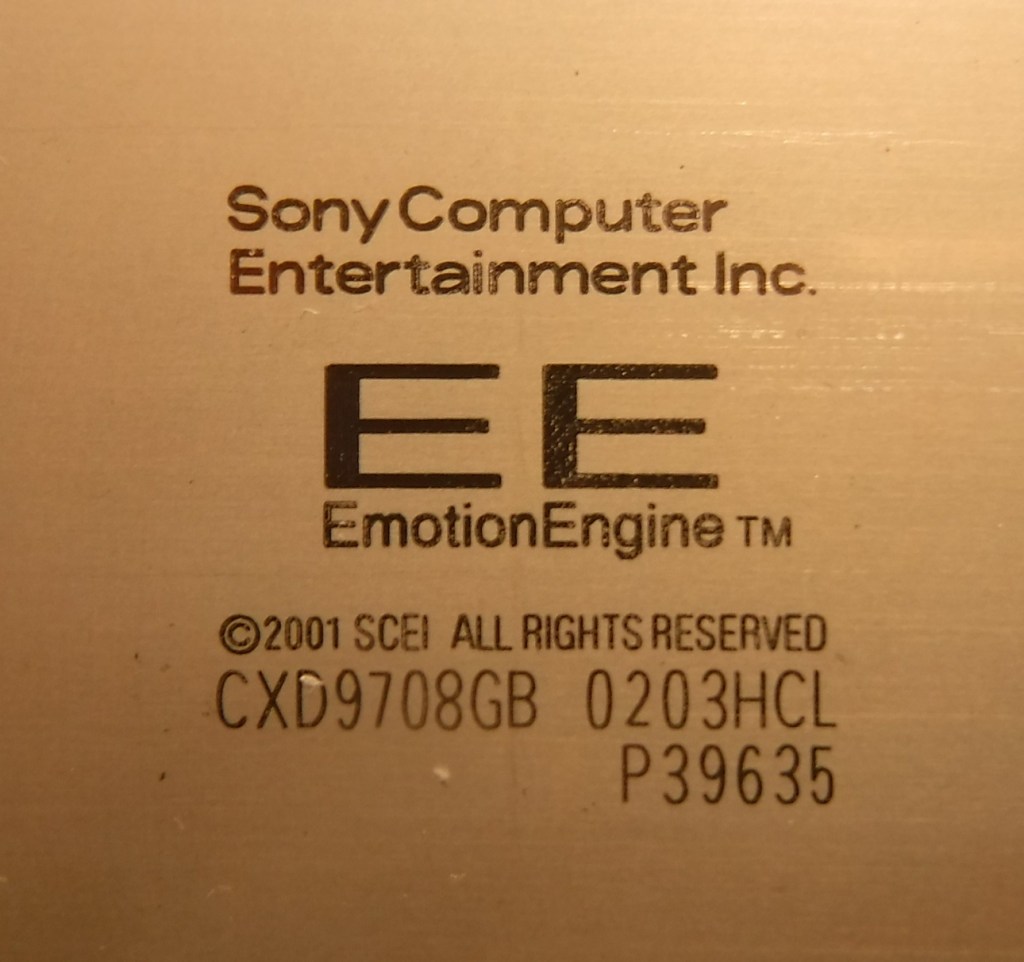 Sony Computer
Entertainment Inc.
EE
EmotionEngine TM
©2001 SCEI ALL RIGHTS RESERVED
CXD9708GB 0203HCL
P39635